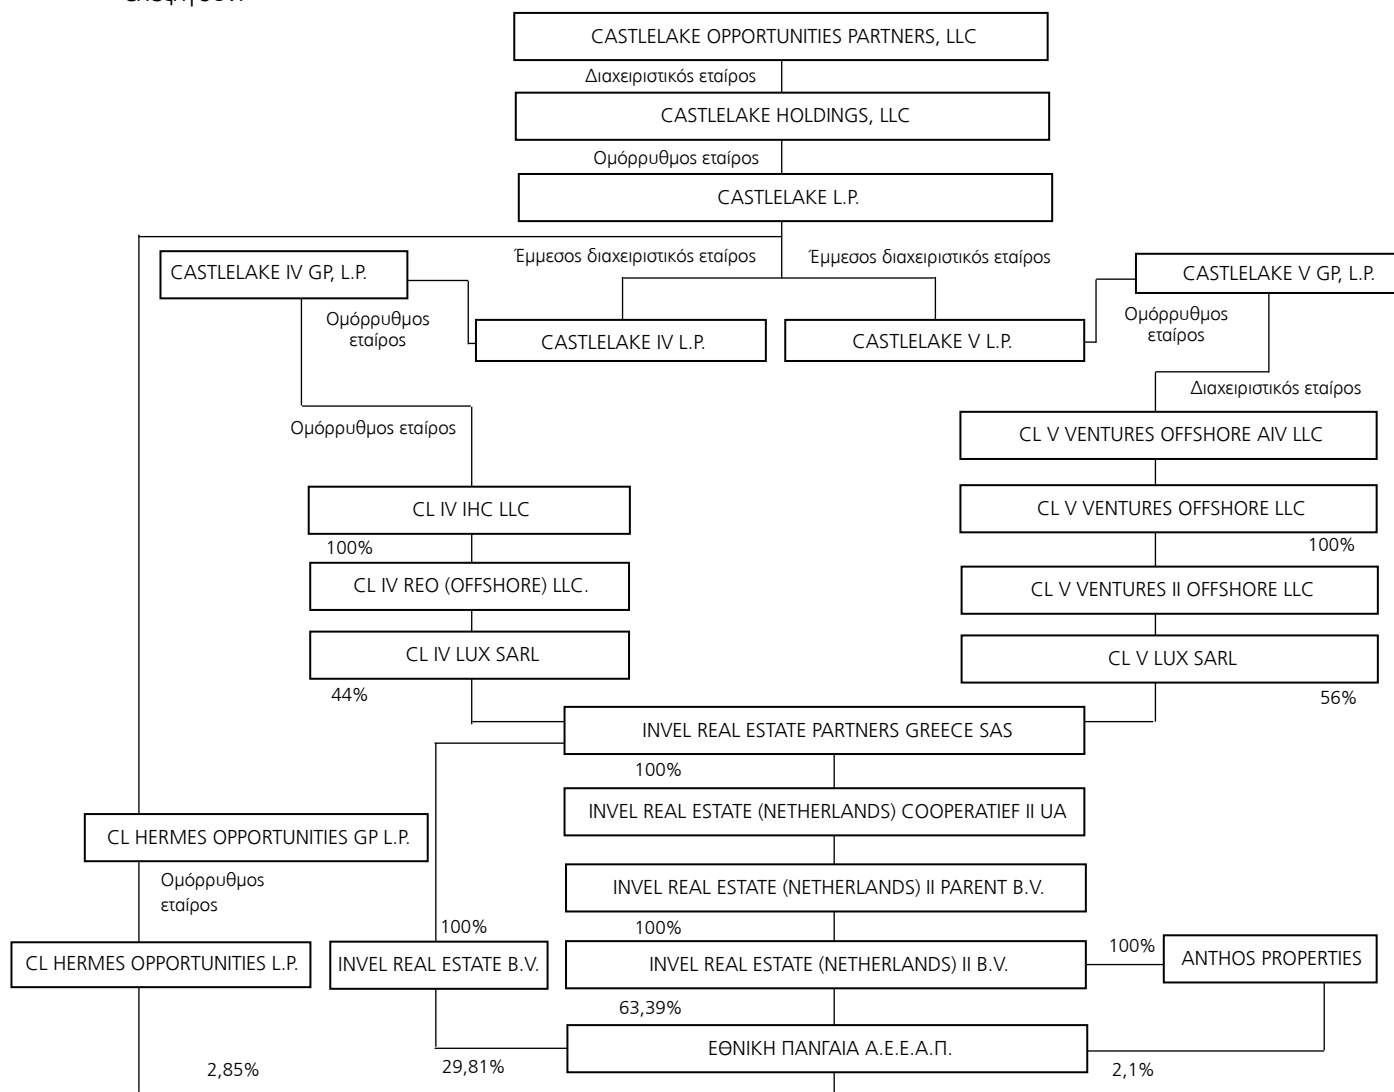 CASTLELAKE OPPORTUNITIES PARTNERS, LLC
Διαχειριστικός εταίρος
CASTLELAKE HOLDINGS, LLC
Ομόρρυθμος εταίρος
CASTLELAKE L.P.
Έμμεσος διαχειριστικός εταίρος
Έμμεσος διαχειριστικός εταίρος
CASTLELAKE IV GP, L.P.
CASTLELAKE V GP, L.P.
Ομόρρυθμος
εταίρος
Ομόρρυθμος
εταίρος
CASTLELAKE IV L.P.
CASTLELAKE V L.P.
Διαχειριστικός εταίρος
Ομόρρυθμος εταίρος
CL V VENTURES OFFSHORE AIV LLC
CL IV IHC LLC
CL V VENTURES OFFSHORE LLC
100%
100%
CL IV REO (OFFSHORE) LLC.
CL V VENTURES II OFFSHORE LLC
CL IV LUX SARL
CL V LUX SARL
44%
56%
INVEL REAL ESTATE PARTNERS GREECE SAS
100%
INVEL REAL ESTATE (NETHERLANDS) COOPERATIEF II UA
CL HERMES OPPORTUNITIES GP L.P.
Ομόρρυθμος
εταίρος
INVEL REAL ESTATE (NETHERLANDS) II PARENT B.V.
100%
100%
CL HERMES OPPORTUNITIES L.P.
INVEL REAL ESTATE B.V.
INVEL REAL ESTATE (NETHERLANDS) II B.V.
100%
ANTHOS PROPERTIES
63,39%
ΕΘΝΙΚΗ ΠΑΝΓΑΙΑ Α.Ε.Ε.Α.Π.
2,85%
29,81%
2,1%